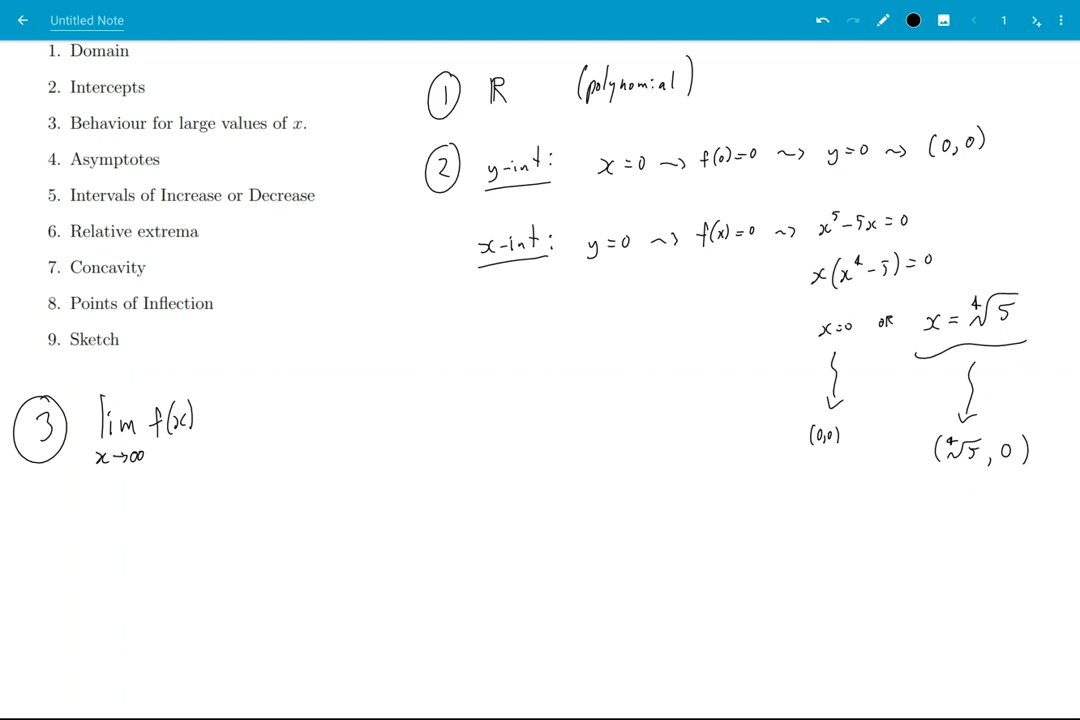 Untitled Note
1
1. Domain
2. Intercepts
3. Behaviour for large values of x.
4. Asymptotes
5. Intervals of Increase or Decrease
6. Relative extrema
7. Concavity
8. Points of Inflection
9. Sketch
① ℝ (polynomial)
② y-int: x=0 ⇝ f(0)=0 ⇝ y=0 ⇝ (0,0)
x-int: y=0 ⇝ f(x)=0 ⇝ x⁵-5x=0
x(x⁴-5)=0
x=0 OR x=∜5
(0,0) (∜5, 0)
③ lim f(x)
x→∞